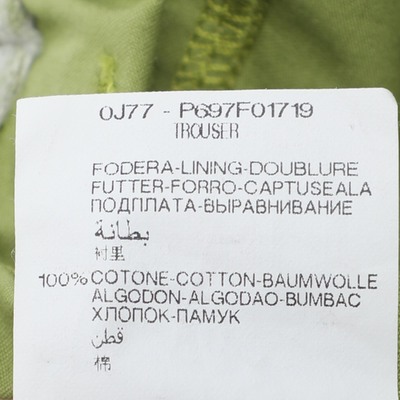 0J77 - P697F01719
TROUSER
FODERA-LINING-DOUBLURE
FUTTER-FORRO-CAPTUSEALA
ПОДПЛАТА-ВЫРАВНИВАНИЕ
بطانة
衬里
100% COTONE-COTTON-BAUMWOLLE
ALGODON-ALGODAO-BUMBAC
ХЛОПОК-ПАМУК
قطن
棉